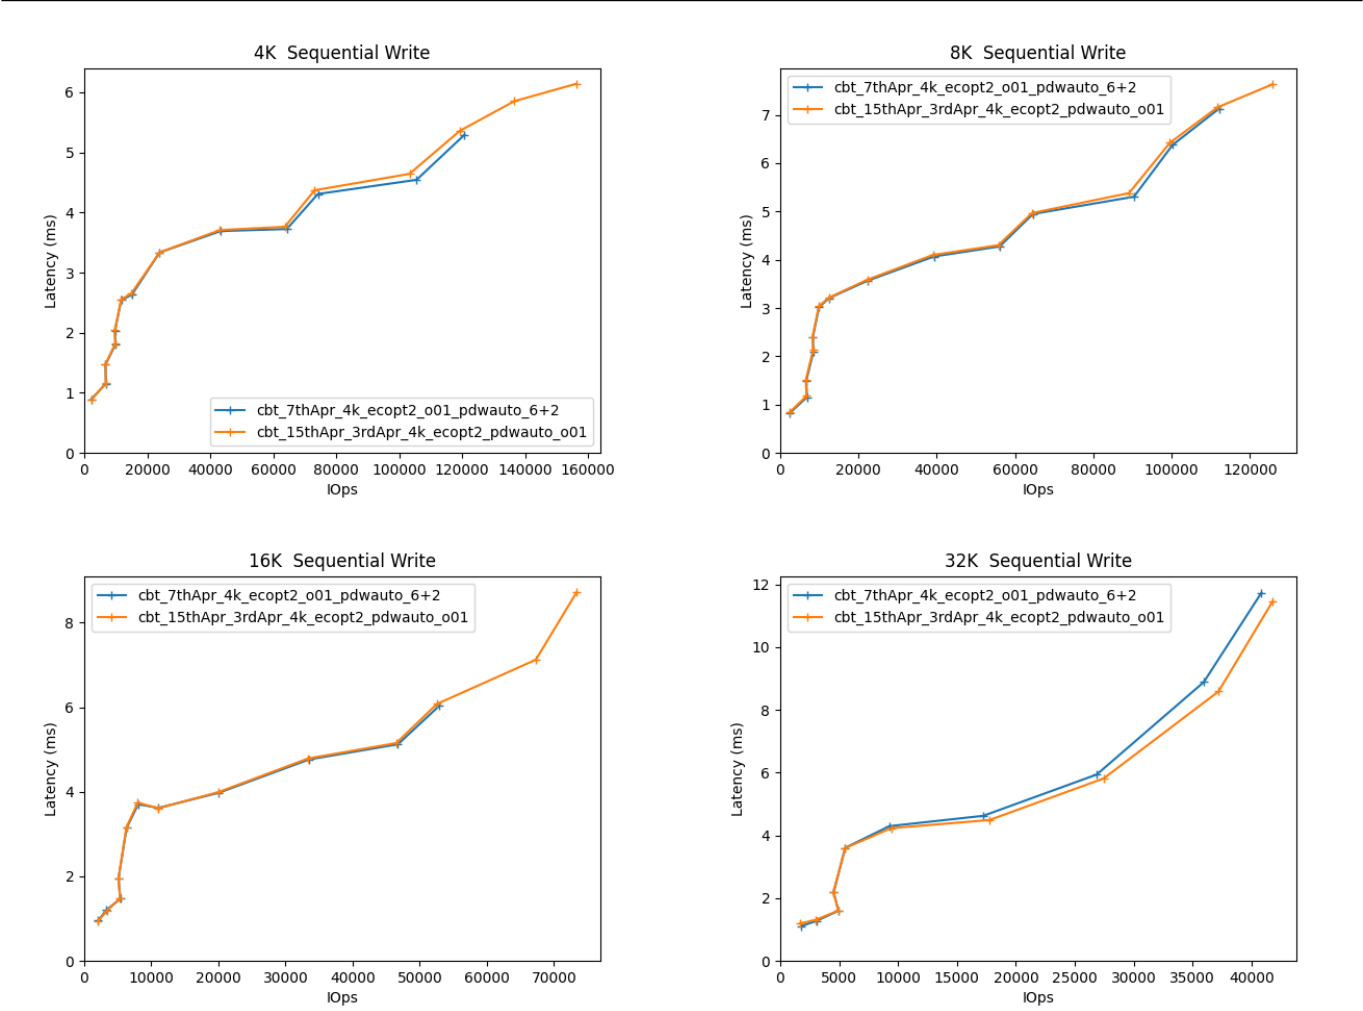 4K  Sequential Write
6
5
4
3
2
1
0
Latency (ms)
cbt_7thApr_4k_ecopt2_o01_pdwauto_6+2
cbt_15thApr_3rdApr_4k_ecopt2_pdwauto_o01
0 20000 40000 60000 80000 100000 120000 140000 160000
IOps
8K  Sequential Write
cbt_7thApr_4k_ecopt2_o01_pdwauto_6+2
cbt_15thApr_3rdApr_4k_ecopt2_pdwauto_o01
7
6
5
4
3
2
1
0
Latency (ms)
0 20000 40000 60000 80000 100000 120000
IOps
16K  Sequential Write
cbt_7thApr_4k_ecopt2_o01_pdwauto_6+2
cbt_15thApr_3rdApr_4k_ecopt2_pdwauto_o01
8
6
4
2
0
Latency (ms)
0 10000 20000 30000 40000 50000 60000 70000
IOps
32K  Sequential Write
cbt_7thApr_4k_ecopt2_o01_pdwauto_6+2
cbt_15thApr_3rdApr_4k_ecopt2_pdwauto_o01
12
10
8
6
4
2
0
Latency (ms)
0 5000 10000 15000 20000 25000 30000 35000 40000
IOps